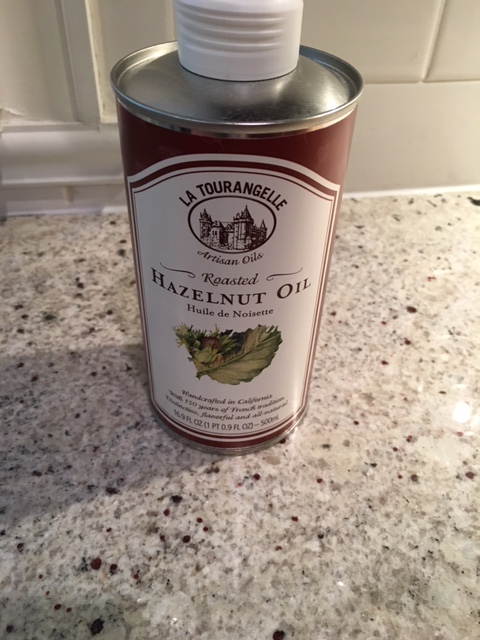 LA TOURANGELLE
Artisan Oils
Roasted
HAZELNUT OIL
Huile de Noisette
Handcrafted in California
With 150 years of French tradition
Distinctive, flavorful and all-natural
16.9 FL OZ (1 PT 0.9 FL OZ) – 500mL